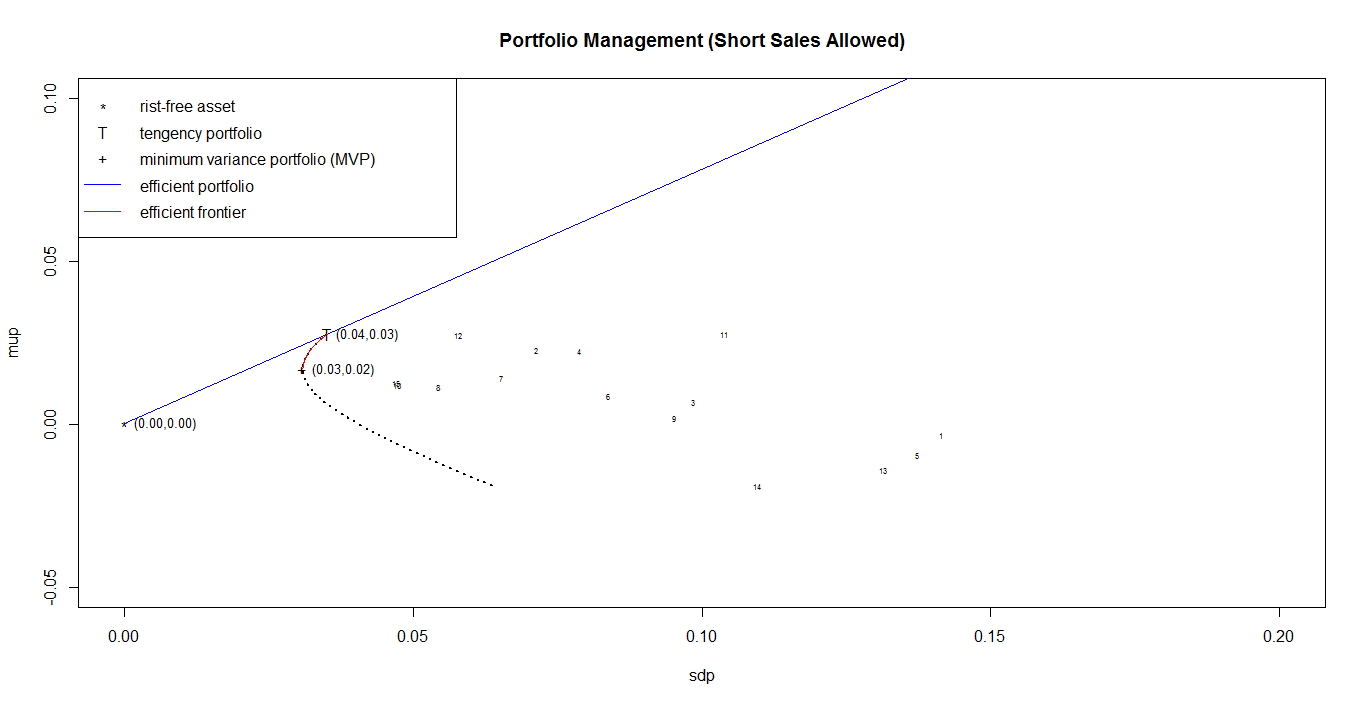 Portfolio Management (Short Sales Allowed)
* rist-free asset
T tengency portfolio
+ minimum variance portfolio (MVP)
efficient portfolio
efficient frontier
0.10
0.05
0.00
-0.05
mup
T (0.04,0.03)
+ (0.03,0.02)
* (0.00,0.00)
12
11
2
4
7
15
8
6
3
9
1
5
13
14
0.00
0.05
0.10
0.15
0.20
sdp